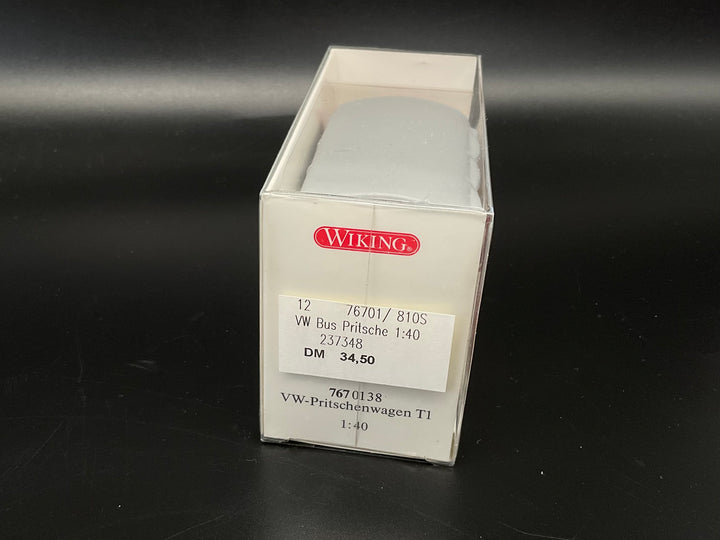 WIKING®
12 76701/ 810S
VW Bus Pritsche 1:40
237348
DM 34,50
7670138
VW-Pritschenwagen T1
1:40